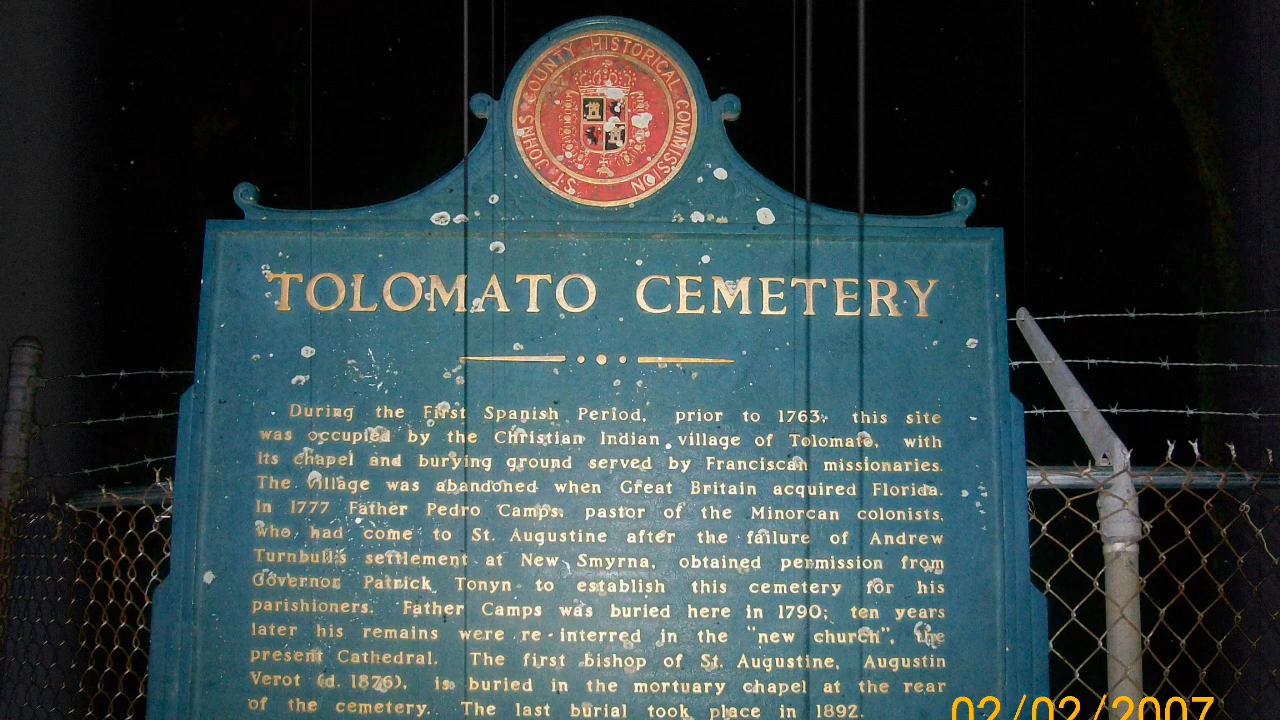 ST. JOHNS COUNTY HISTORICAL COMMISSION
TOLOMATO CEMETERY
During the First Spanish Period, prior to 1763, this site
was occupied by the Christian Indian village of Tolomato, with
its chapel and burying ground served by Franciscan missionaries.
The village was abandoned when Great Britain acquired Florida.
In 1777 Father Pedro Camps, pastor of the Minorcan colonists,
who had come to St. Augustine after the failure of Andrew
Turnbull's settlement at New Smyrna, obtained permission from
Governor Patrick Tonyn to establish this cemetery for his
parishioners. Father Camps was buried here in 1790; ten years
later his remains were re-interred in the "new church", the
present Cathedral. The first bishop of St. Augustine, Augustin
Verot (d. 1876), is buried in the mortuary chapel at the rear
of the cemetery. The last burial took place in 1892.
02/02/2007